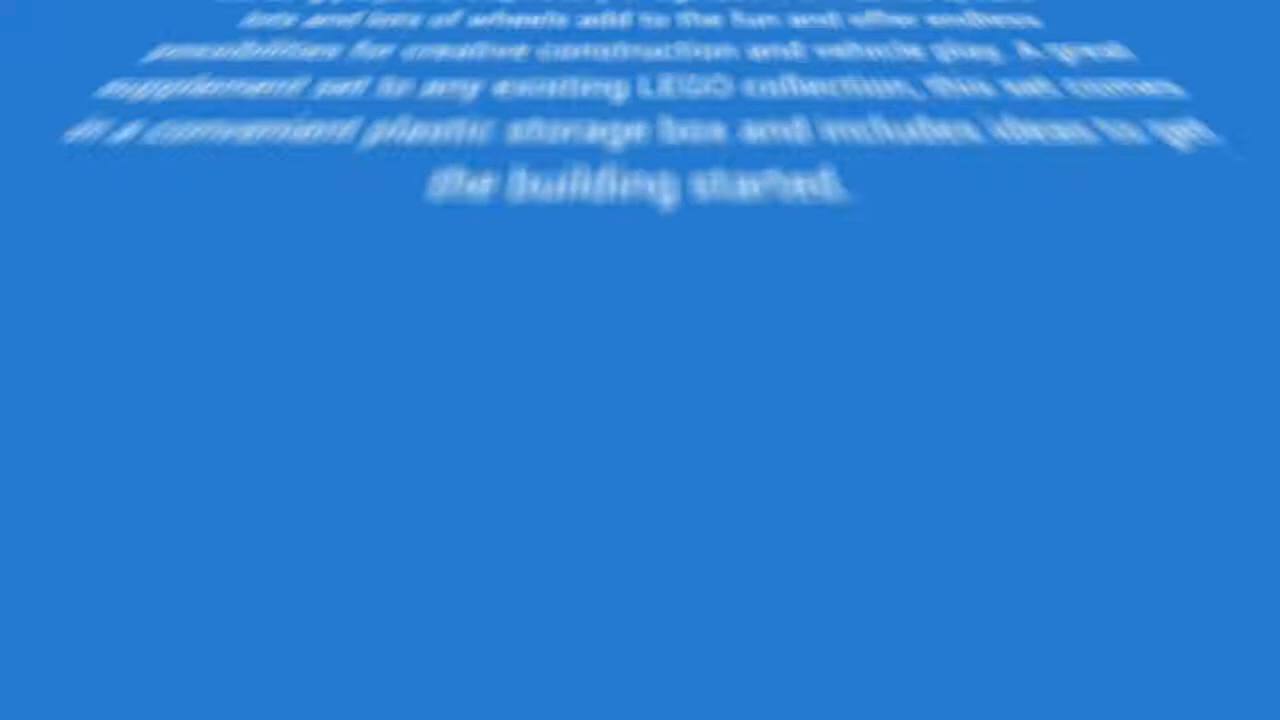 lots and lots of wheels add to the fun and offer endless
possibilities for creative construction and vehicle play. A great
supplement set to any existing LEGO collection, this set comes
in a convenient plastic storage box and includes ideas to get
the building started.